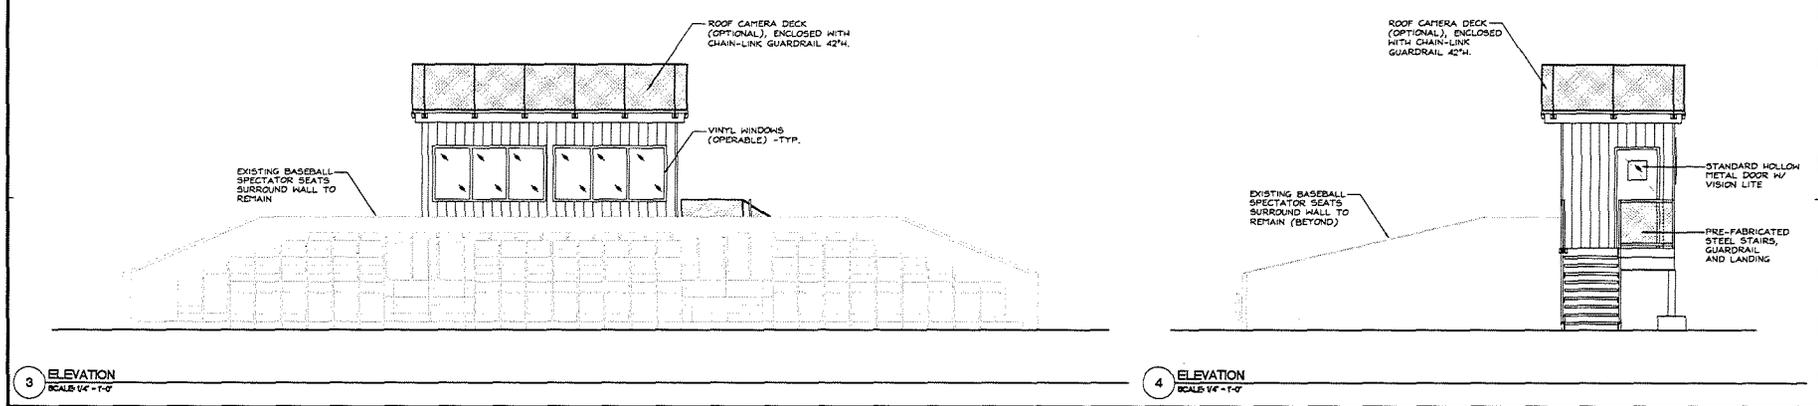 ROOF CAMERA DECK
(OPTIONAL), ENCLOSED WITH
CHAIN-LINK GUARDRAIL 42"H.
VINYL WINDOWS
(OPERABLE) -TYP.
EXISTING BASEBALL
SPECTATOR SEATS
SURROUND WALL TO
REMAIN
3
ELEVATION
SCALE: 1/4" = 1'-0"
ROOF CAMERA DECK
(OPTIONAL), ENCLOSED
WITH CHAIN-LINK
GUARDRAIL 42"H.
EXISTING BASEBALL
SPECTATOR SEATS
SURROUND WALL TO
REMAIN (BEYOND)
STANDARD HOLLOW
METAL DOOR W/
VISION LITE
PRE-FABRICATED
STEEL STAIRS,
GUARDRAIL
AND LANDING
4
ELEVATION
SCALE: 1/4" = 1'-0"